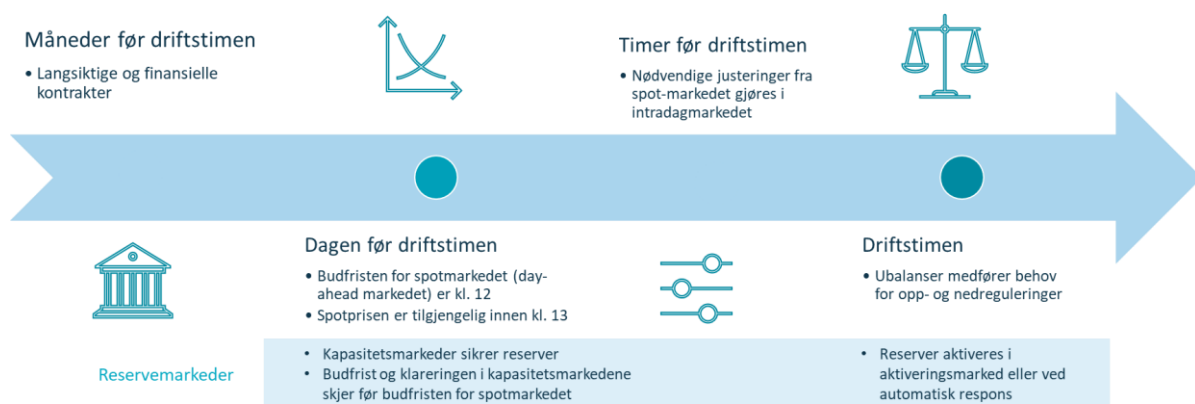 Måneder før driftstimen
• Langsiktige og finansielle
kontrakter
Timer før driftstimen
• Nødvendige justeringer fra
spot-markedet gjøres i
intradagmarkedet
Dagen før driftstimen
• Budfristen for spotmarkedet (day-
ahead markedet) er kl. 12
• Spotprisen er tilgjengelig innen kl. 13
Driftstimen
• Ubalanser medfører behov
for opp- og nedreguleringer
Reservemarkeder
• Kapasitetsmarkeder sikrer reserver
• Budfrist og klareringen i kapasitetsmarkedene
skjer før budfristen for spotmarkedet
• Reserver aktiveres i
aktiveringsmarked eller ved
automatisk respons